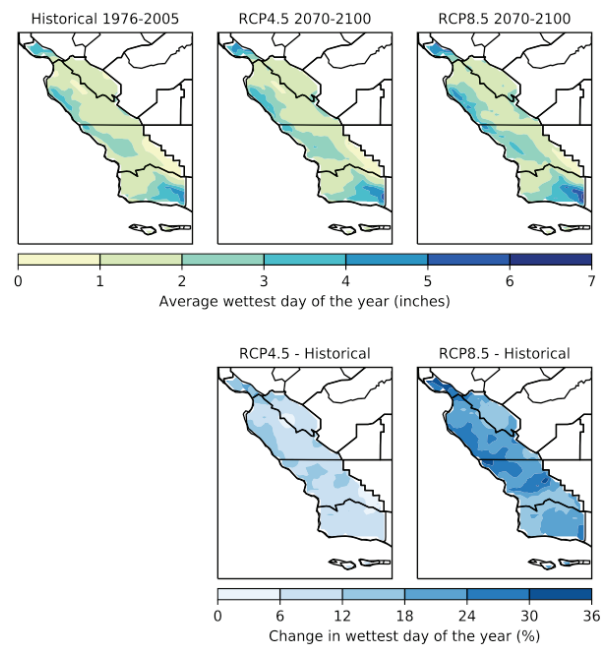 Historical 1976-2005 RCP4.5 2070-2100 RCP8.5 2070-2100
0 1 2 3 4 5 6 7
Average wettest day of the year (inches)
RCP4.5 - Historical RCP8.5 - Historical
0 6 12 18 24 30 36
Change in wettest day of the year (%)